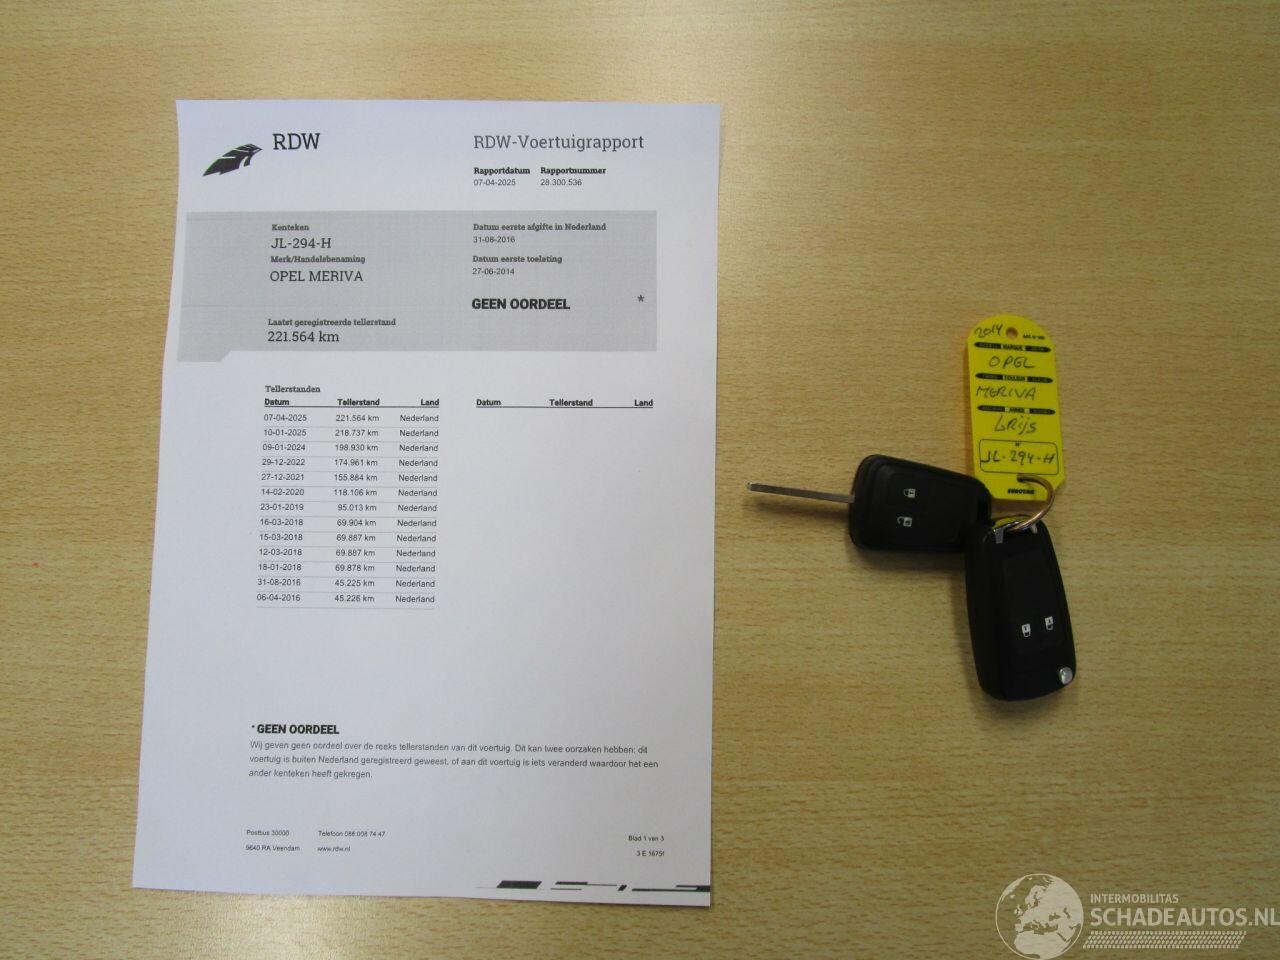 RDW
RDW-Voertuigrapport
Rapportdatum Rapportnummer
07-04-2025 28.300.536
Kenteken
JL-294-H
Merk/Handelsbenaming
OPEL MERIVA
Datum eerste afgifte in Nederland
31-08-2016
Datum eerste toelating
27-06-2014
GEEN OORDEEL *
Laatst geregistreerde tellerstand
221.564 km
Tellerstanden
Datum Tellerstand Land Datum Tellerstand Land
07-04-2025 221.564 km Nederland
10-01-2025 218.737 km Nederland
09-01-2024 198.930 km Nederland
29-12-2022 174.961 km Nederland
27-12-2021 155.884 km Nederland
14-02-2020 118.106 km Nederland
23-01-2019 95.013 km Nederland
16-03-2018 69.904 km Nederland
15-03-2018 69.887 km Nederland
12-03-2018 69.887 km Nederland
18-01-2018 69.878 km Nederland
31-08-2016 45.225 km Nederland
06-04-2016 45.226 km Nederland
* GEEN OORDEEL
Wij geven geen oordeel over de reeks tellerstanden van dit voertuig. Dit kan twee oorzaken hebben: dit
voertuig is buiten Nederland geregistreerd geweest, of aan dit voertuig is iets veranderd waardoor het een
ander kenteken heeft gekregen.
Postbus 30000 Telefoon 088 008 74 47
9640 RA Veendam www.rdw.nl
Blad 1 van 3
3 E 1675f
2014
MARQUE
OPEL
COULEUR
MERIVA
ANNEE
GRIJS
N°
JL-294-H
EUROTAG
INTERMOBILITAS
SCHADEAUTOS.NL